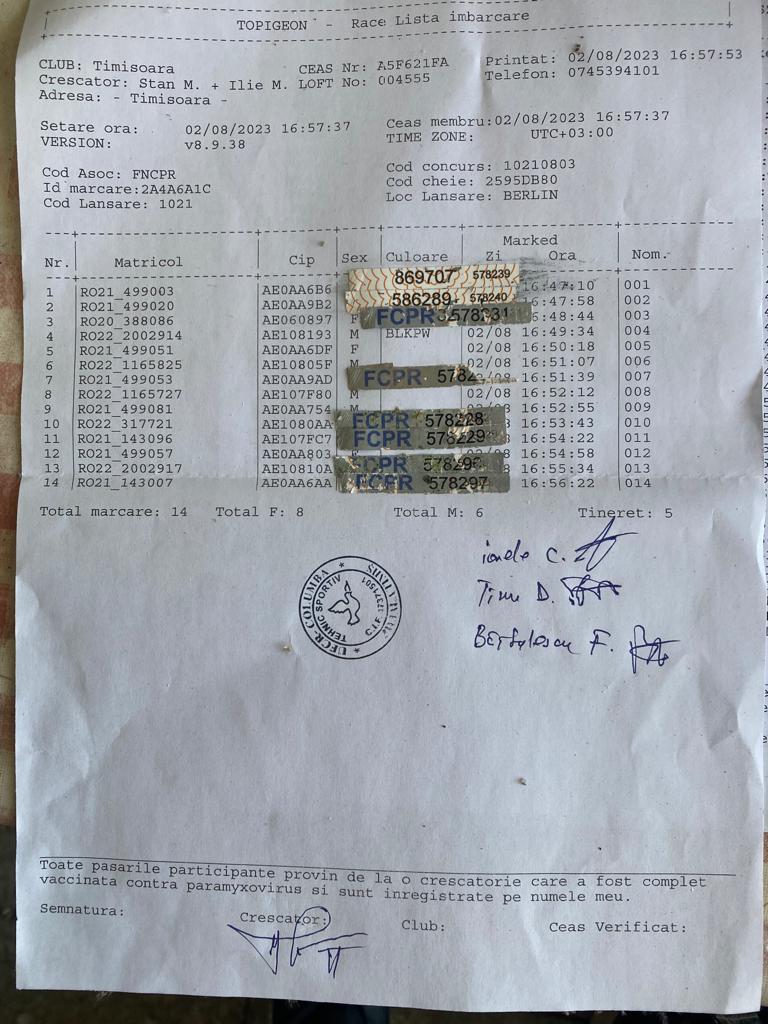 TOPIGEON - Race Lista imbarcare
CLUB: Timisoara CEAS Nr: A5F621FA Printat: 02/08/2023 16:57:53
Crescator: Stan M. + Ilie M. LOFT No: 004555 Telefon: 0745394101
Adresa: - Timisoara -
Setare ora: 02/08/2023 16:57:37 Ceas membru:02/08/2023 16:57:37
VERSION: v8.9.38 TIME ZONE: UTC+03:00
Cod Asoc: FNCPR Cod concurs: 10210803
Id marcare:2A4A6A1C Cod cheie: 2595DB80
Cod Lansare: 1021 Loc Lansare: BERLIN
Marked
Nr. Matricol Cip Sex Culoare Zi Ora Nom.
1 RO21_499003 AE0AA6B6 869707 578239 16:47:10 001
2 RO21_499020 AE0AA9B2 586289 578240 16:47:58 002
3 RO20_388086 AE060897 F FCPR 578231 16:48:44 003
4 RO22_2002914 AE108193 M BLKPW 02/08 16:49:34 004
5 RO21_499051 AE0AA6DF F 02/08 16:50:18 005
6 RO22_1165825 AE10805F M 02/08 16:51:07 006
7 RO21_499053 AE0AA9AD FCPR 16:51:39 007
8 RO22_1165727 AE107F80 M 02/08 16:52:12 008
9 RO21_499081 AE0AA754 02/08 16:52:55 009
10 RO22_317721 AE1080AA FCPR 578228 16:53:43 010
11 RO21_143096 AE107FC7 FCPR 578229 16:54:22 011
12 RO21_499057 AE0AA803 16:54:58 012
13 RO22_2002917 AE10810A FCPR 578296 16:55:34 013
14 RO21_143007 AE0AA6AA FCPR 578297 16:56:22 014
Total marcare: 14 Total F: 8 Total M: 6 Tineret: 5
UFCR-COLUMBA
TEHNIC SPORTIV
C.I.F.
D.
F.
Toate pasarile participante provin de la o crescatorie care a fost complet
vaccinata contra paramyxovirus si sunt inregistrate pe numele meu.
Semnatura: Crescator: Club: Ceas Verificat: